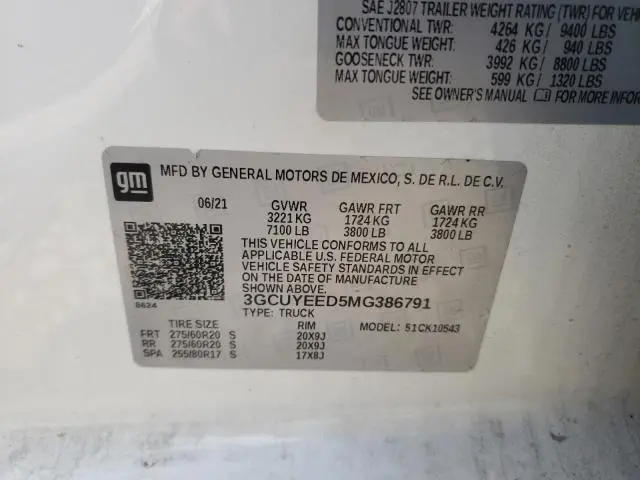 SAE J2807 TRAILER WEIGHT RATING (TWR) FOR VEHI
CONVENTIONAL TWR: 4264 KG / 9400 LBS
MAX TONGUE WEIGHT: 426 KG / 940 LBS
GOOSENECK TWR: 3992 KG / 8800 LBS
MAX TONGUE WEIGHT: 599 KG / 1320 LBS
SEE OWNER'S MANUAL FOR MORE INFOR
gm
MFD BY GENERAL MOTORS DE MEXICO, S. DE R.L. DE C.V.
06/21 GVWR GAWR FRT GAWR RR
3221 KG 1724 KG 1724 KG
7100 LB 3800 LB 3800 LB
THIS VEHICLE CONFORMS TO ALL
APPLICABLE U.S. FEDERAL MOTOR
VEHICLE SAFETY STANDARDS IN EFFECT
ON THE DATE OF MANUFACTURE
SHOWN ABOVE.
8624
3GCUYEED5MG386791
TYPE: TRUCK
TIRE SIZE RIM MODEL: 51CK10543
FRT 275/60R20 S 20X9J
RR 275/60R20 S 20X9J
SPA 255/80R17 S 17X8J